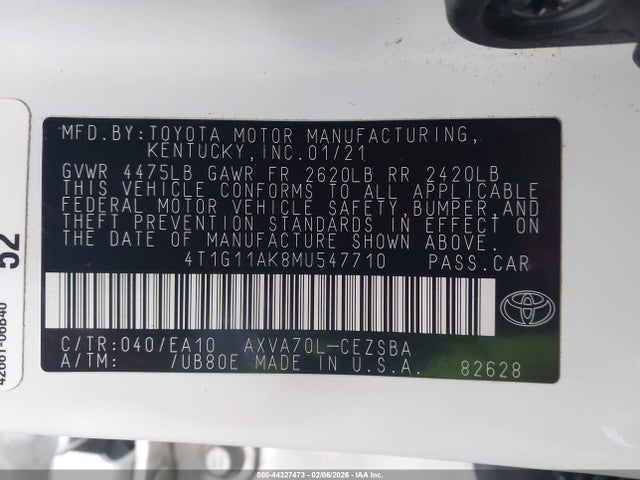 MFD.BY:TOYOTA MOTOR MANUFACTURING,
KENTUCKY,INC.01/21
GVWR 4475LB GAWR FR 2620LB RR 2420LB
THIS VEHICLE CONFORMS TO ALL APPLICABLE
FEDERAL MOTOR VEHICLE SAFETY,BUMPER,AND
THEFT PREVENTION STANDARDS IN EFFECT ON
THE DATE OF MANUFACTURE SHOWN ABOVE.
4T1G11AK8MU547710 PASS.CAR
C/TR:040/EA10 AXVA70L-CEZSBA
A/TM: /UB80E MADE IN U.S.A.
82628
52
42661-06B40
000-44327473 - 02/06/2026 - © IAA, LLC